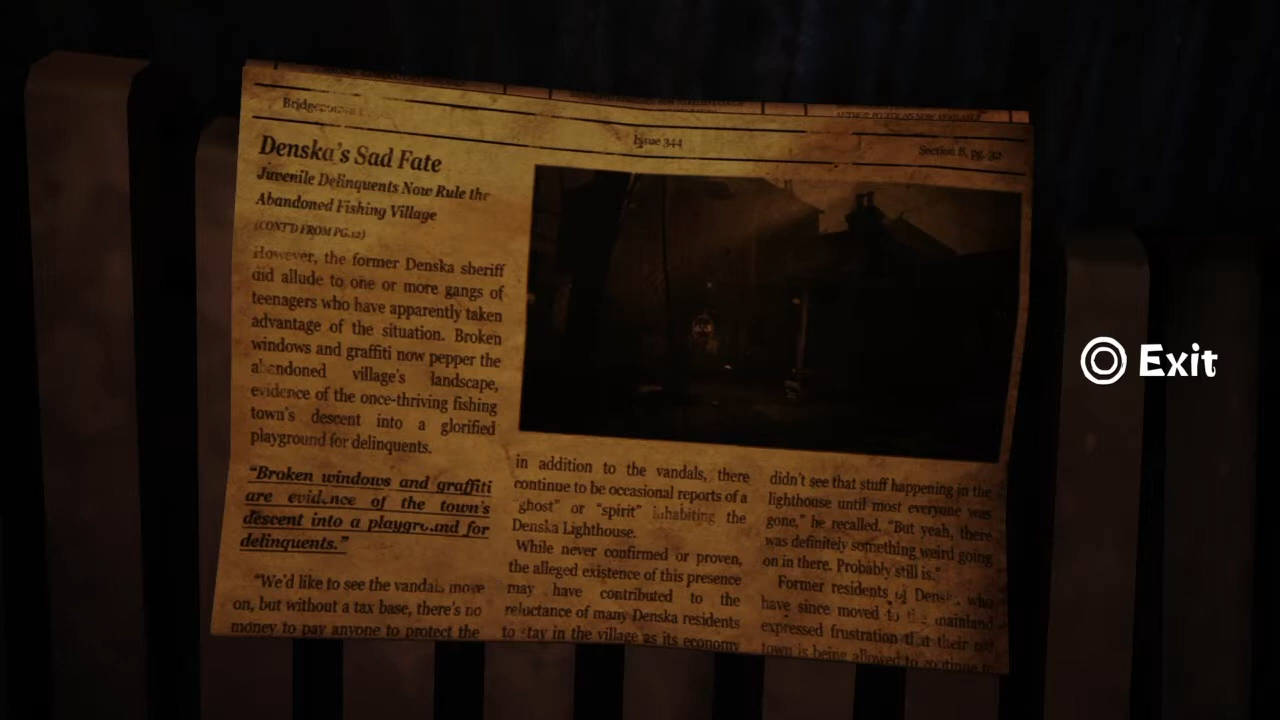 Issue 344
Section B, pg. 32
Denska's Sad Fate
Juvenile Delinquents Now Rule the
Abandoned Fishing Village
(CONT'D FROM PG.12)
However, the former Denska sheriff
did allude to one or more gangs of
teenagers who have apparently taken
advantage of the situation. Broken
windows and graffiti now pepper the
abandoned village's landscape,
evidence of the once-thriving fishing
town's descent into a glorified
playground for delinquents.
"Broken windows and graffiti
are evidence of the town's
descent into a playground for
delinquents."
"We'd like to see the vandals move
on, but without a tax base, there's no
money to pay anyone to protect the
in addition to the vandals, there
continue to be occasional reports of a
"ghost" or "spirit" inhabiting the
Denska Lighthouse.
While never confirmed or proven,
the alleged existence of this presence
may have contributed to the
reluctance of many Denska residents
to stay in the village as its economy
didn't see that stuff happening in the
lighthouse until most everyone was
gone," he recalled. "But yeah, there
was definitely something weird going
on in there. Probably still is."
Former residents of Denska who
have since moved to the mainland
expressed frustration that their
town is being allowed to continue
Exit